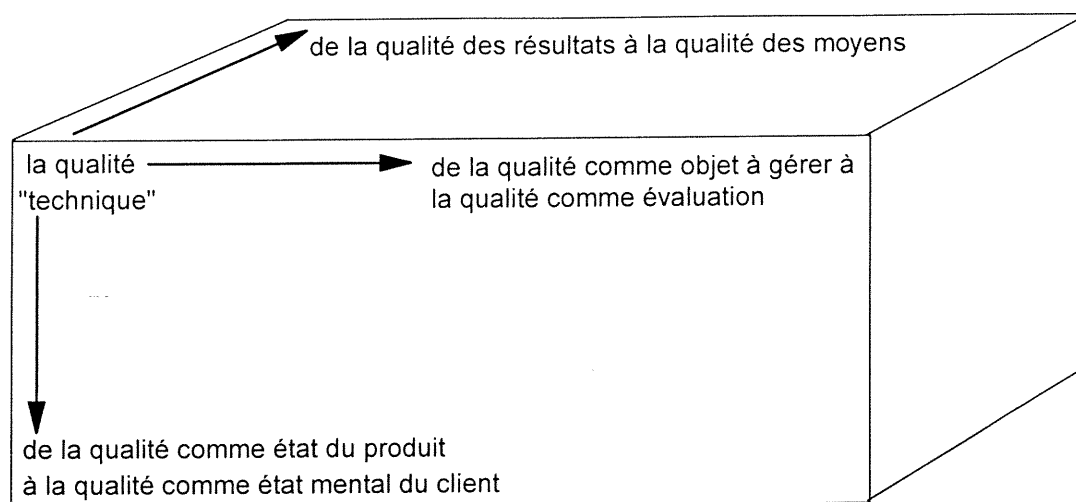 de la qualité des résultats à la qualité des moyens
la qualité
"technique"
de la qualité comme objet à gérer à
la qualité comme évaluation
de la qualité comme état du produit
à la qualité comme état mental du client